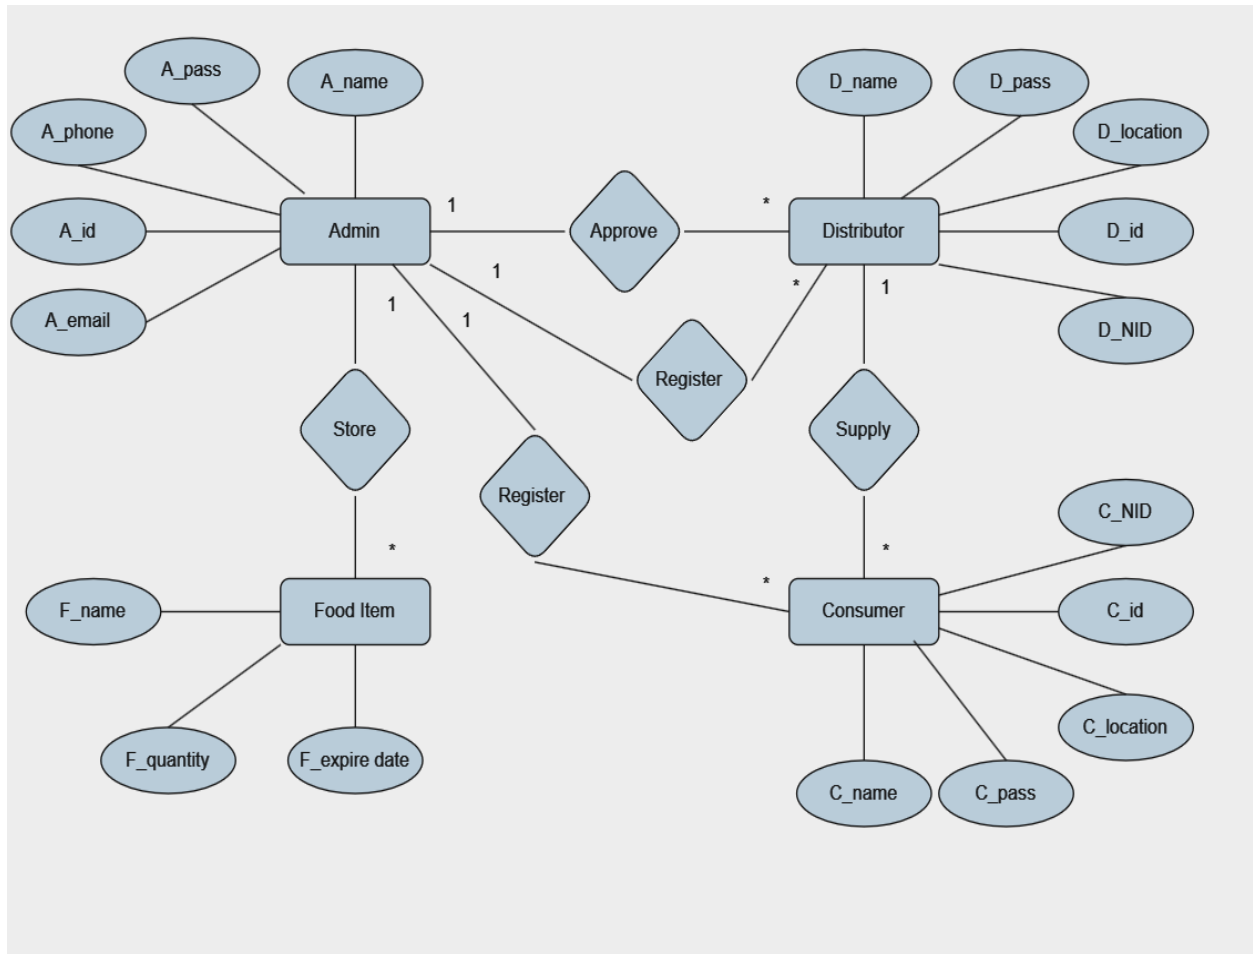 A_pass
A_name
D_name
D_pass
A_phone
D_location
1
*
A_id
Admin
Approve
Distributor
D_id
1
*
1
1
1
A_email
D_NID
Register
Store
Supply
Register
C_NID
*
*
*
F_name
Food Item
Consumer
C_id
C_location
F_quantity
F_expire date
C_name
C_pass